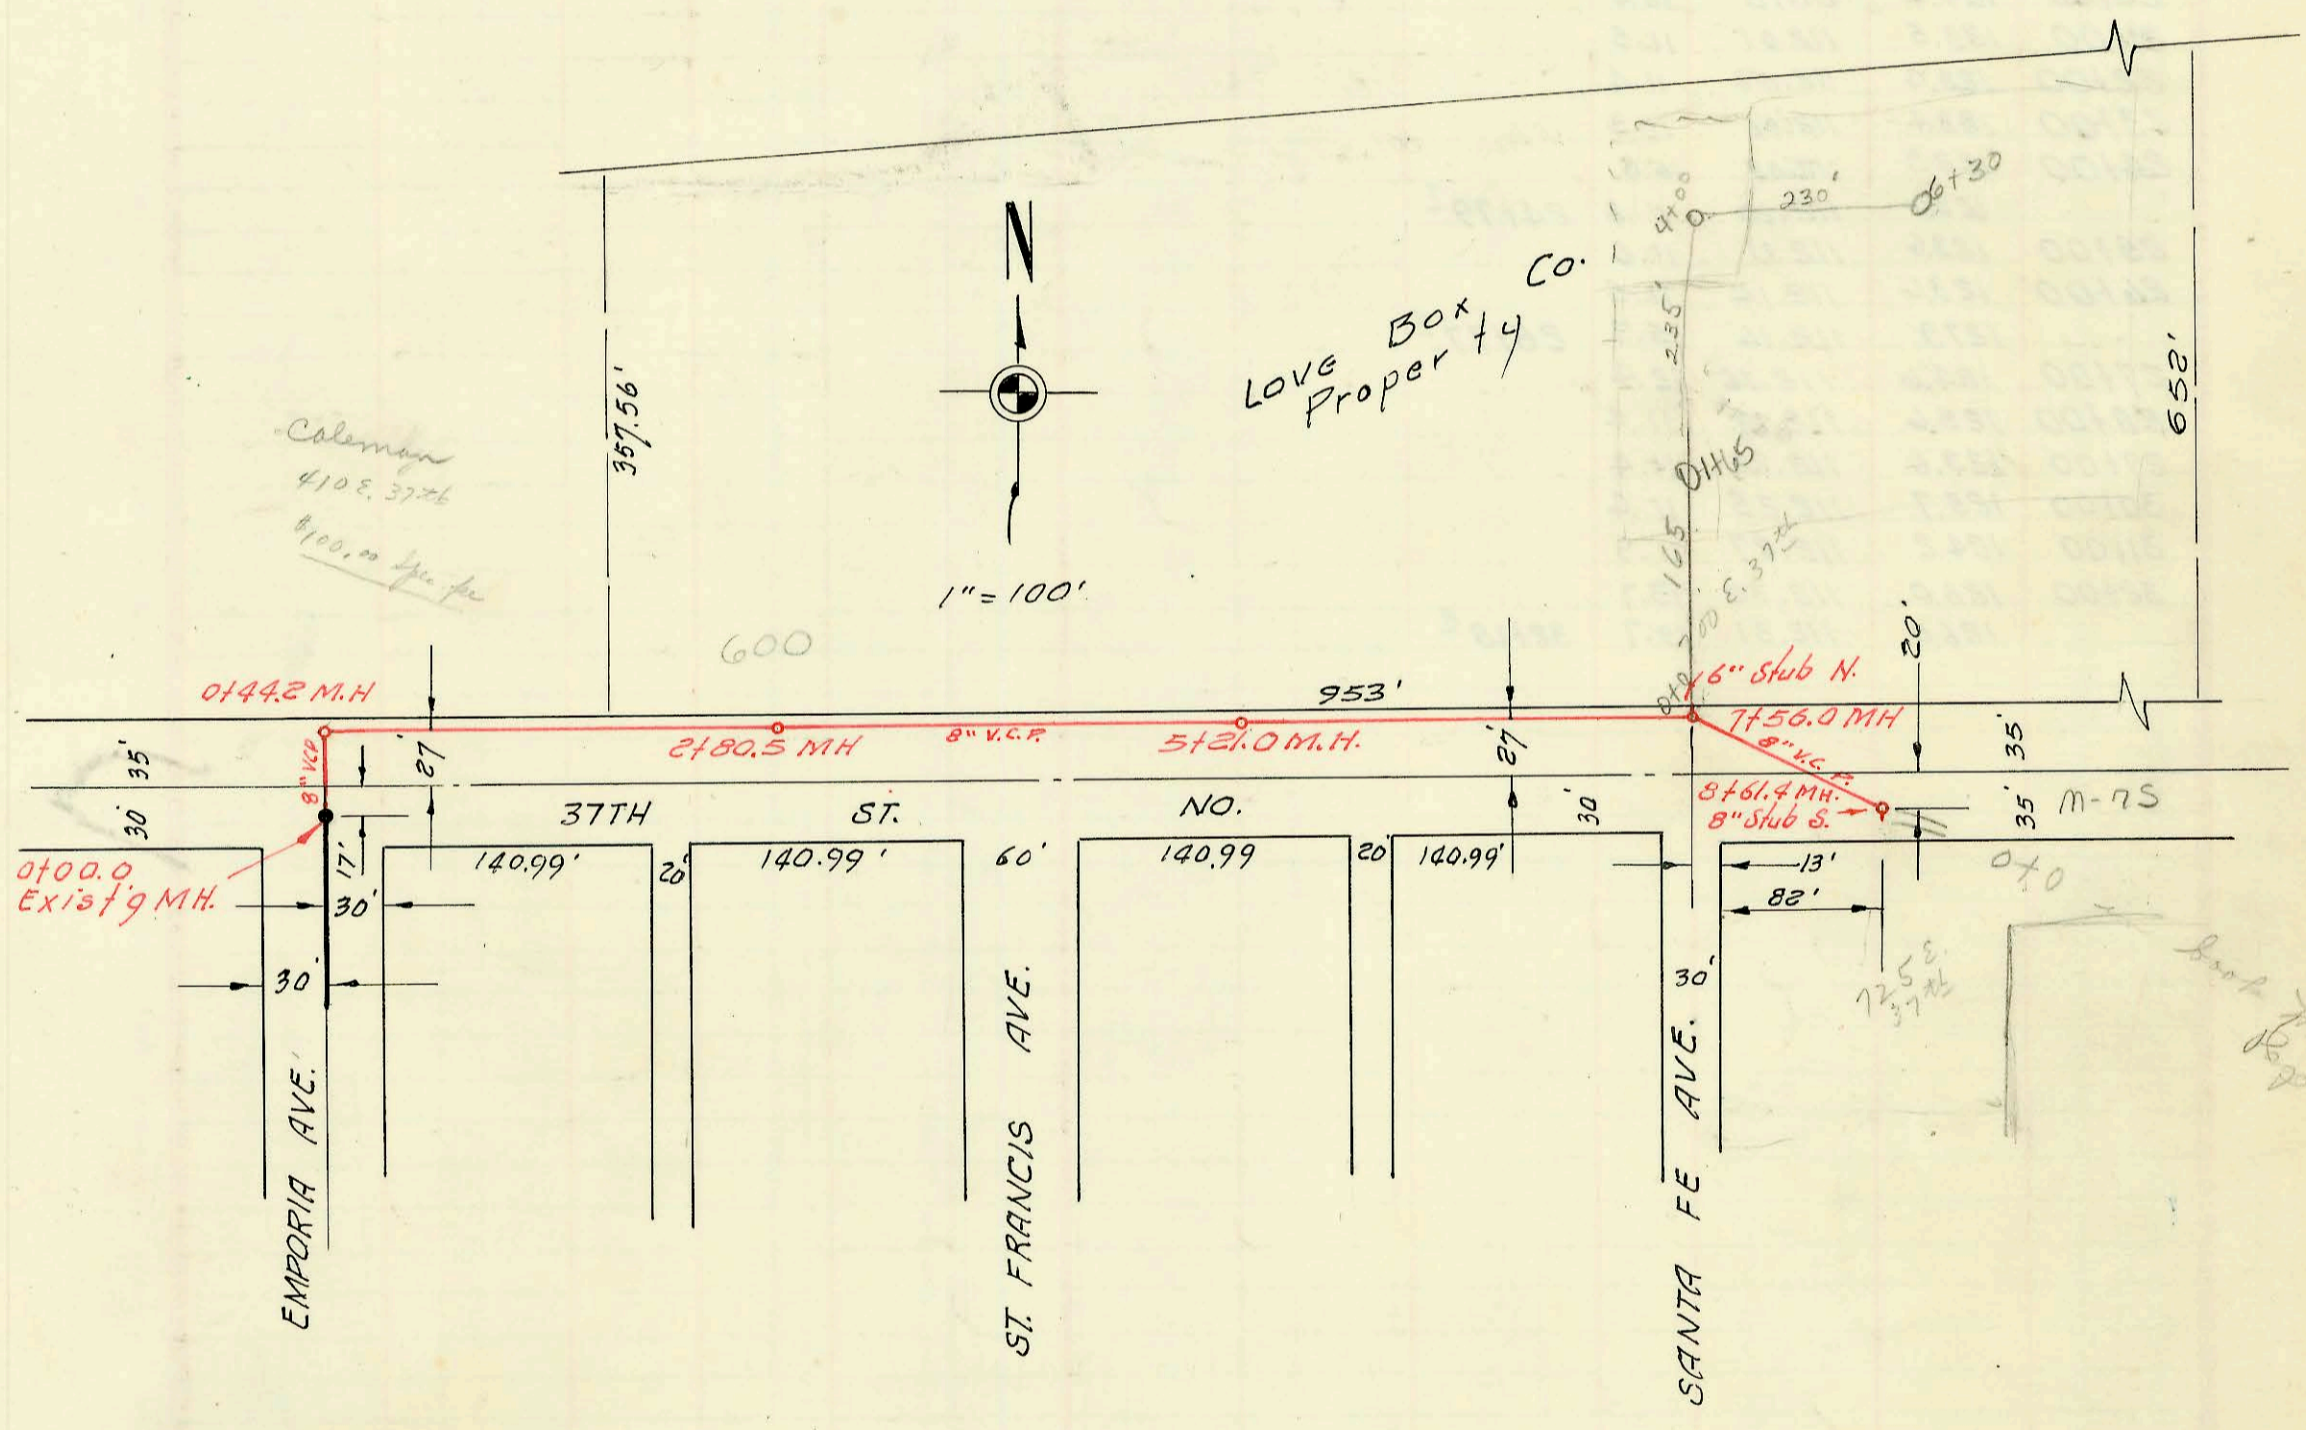 N
230'
4+00
6+30
LOVE BOX CO.
Property
235'
652'
357.56'
Coleman
410 E. 37th
$100.00
0+65
165
1" = 100'
600
700 E. 37th
0+0
20'
0+44.2 M.H
953'
6" Stub N.
7+56.0 MH
35'
8" VCP
27'
2+80.5 MH
8" V.C.P.
5+21.0 M.H.
27'
8" V.C.P.
35'
30'
37TH ST. NO.
30'
8+61.4 MH.
8" Stub S.
35'
M-75
0+00.0
Exist'g MH.
17'
30'
140.99'
20'
140.99'
60'
140.99
20
140.99'
13'
82'
0+0
30'
30'
725 E.
37th
EMPORIA AVE.
ST. FRANCIS AVE.
SANTA FE AVE.